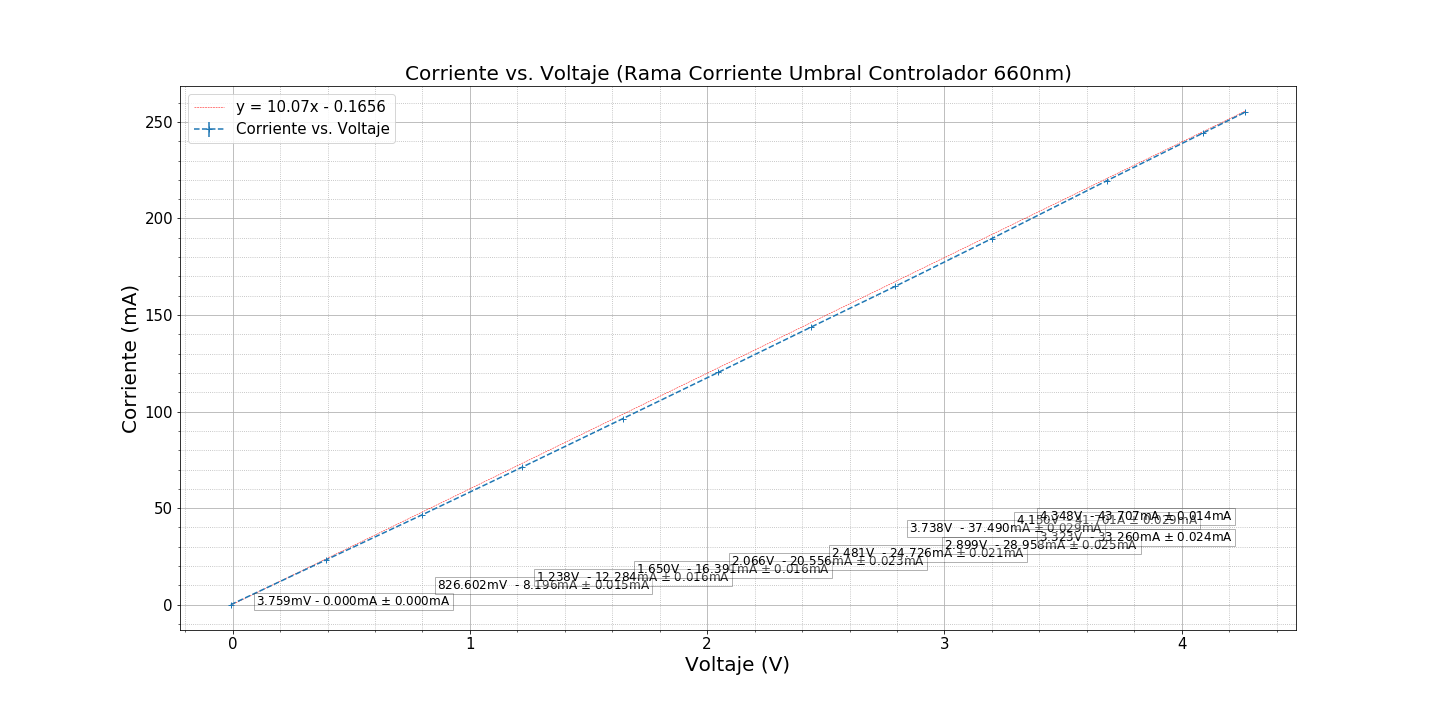 Corriente vs. Voltaje (Rama Corriente Umbral Controlador 660nm)
y = 10.07x - 0.1656
Corriente vs. Voltaje
Corriente (mA)
250
200
150
100
50
0
4.348V - 43.707mA ± 0.014mA
± 0.029mA
3.738V - 37.490mA ± 0.029mA
3.323V - 33.260mA ± 0.024mA
2.899V - 28.958mA ± 0.025mA
2.481V - 24.726mA ± 0.021mA
2.066V - 20.556mA ± 0.023mA
1.650V - 16.391mA ± 0.016mA
1.238V - 12.284mA ± 0.016mA
826.602mV - 8.196mA ± 0.015mA
3.759mV - 0.000mA ± 0.000mA
0
1
2
3
4
Voltaje (V)